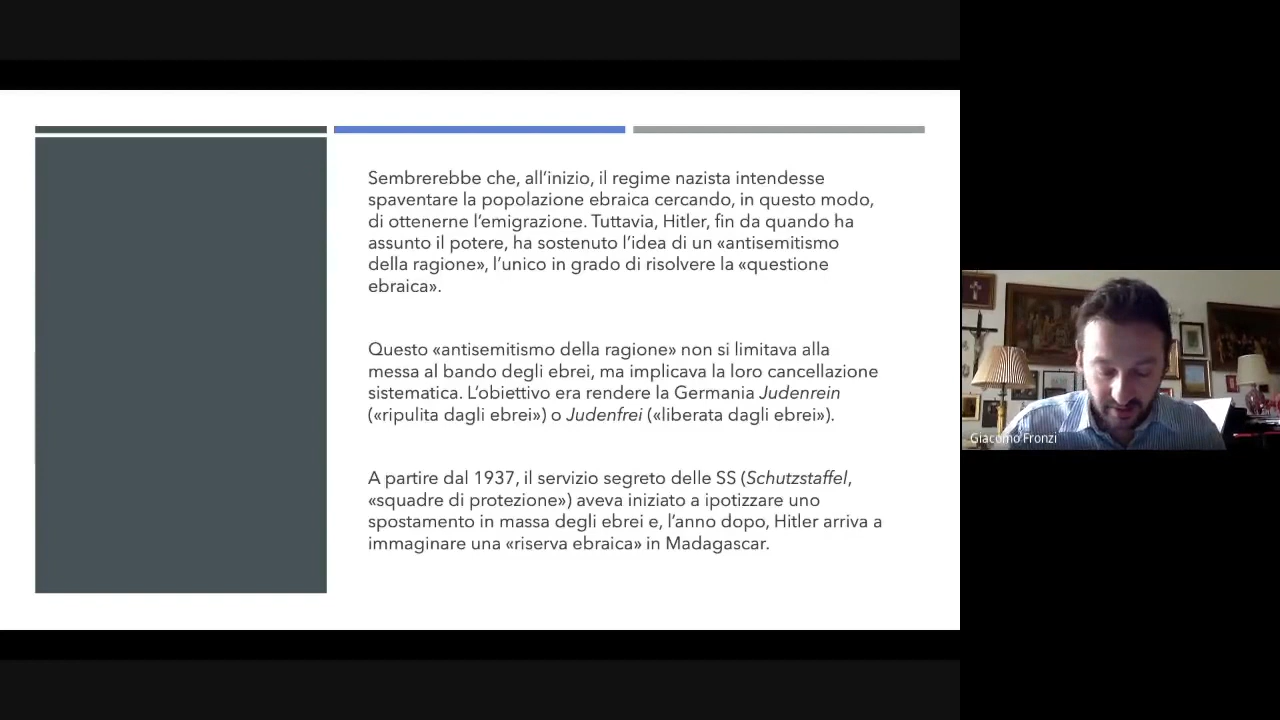 Sembrerebbe che, all’inizio, il regime nazista intendesse
spaventare la popolazione ebraica cercando, in questo modo,
di ottenerne l’emigrazione. Tuttavia, Hitler, fin da quando ha
assunto il potere, ha sostenuto l’idea di un «antisemitismo
della ragione», l’unico in grado di risolvere la «questione
ebraica».
Questo «antisemitismo della ragione» non si limitava alla
messa al bando degli ebrei, ma implicava la loro cancellazione
sistematica. L’obiettivo era rendere la Germania Judenrein
(«ripulita dagli ebrei») o Judenfrei («liberata dagli ebrei»).
A partire dal 1937, il servizio segreto delle SS (Schutzstaffel,
«squadre di protezione») aveva iniziato a ipotizzare uno
spostamento in massa degli ebrei e, l’anno dopo, Hitler arriva a
immaginare una «riserva ebraica» in Madagascar.
Giacomo Fronzi